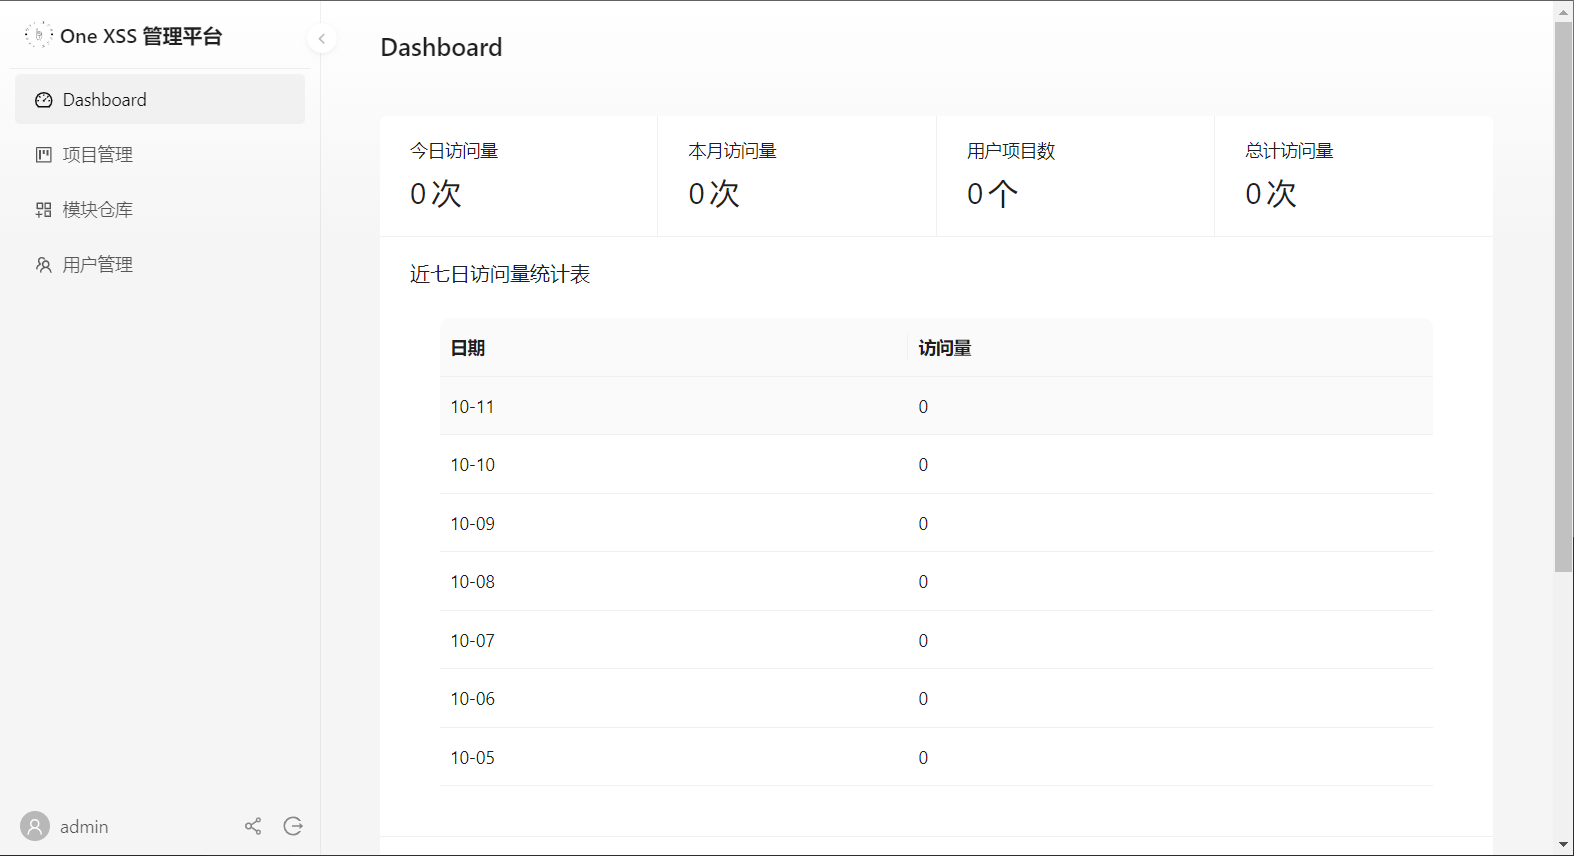 One XSS 管理平台
Dashboard
项目管理
模块仓库
用户管理
admin
Dashboard
今日访问量
0 次
本月访问量
0 次
用户项目数
0 个
总计访问量
0 次
近七日访问量统计表
日期 访问量
10-11 0
10-10 0
10-09 0
10-08 0
10-07 0
10-06 0
10-05 0